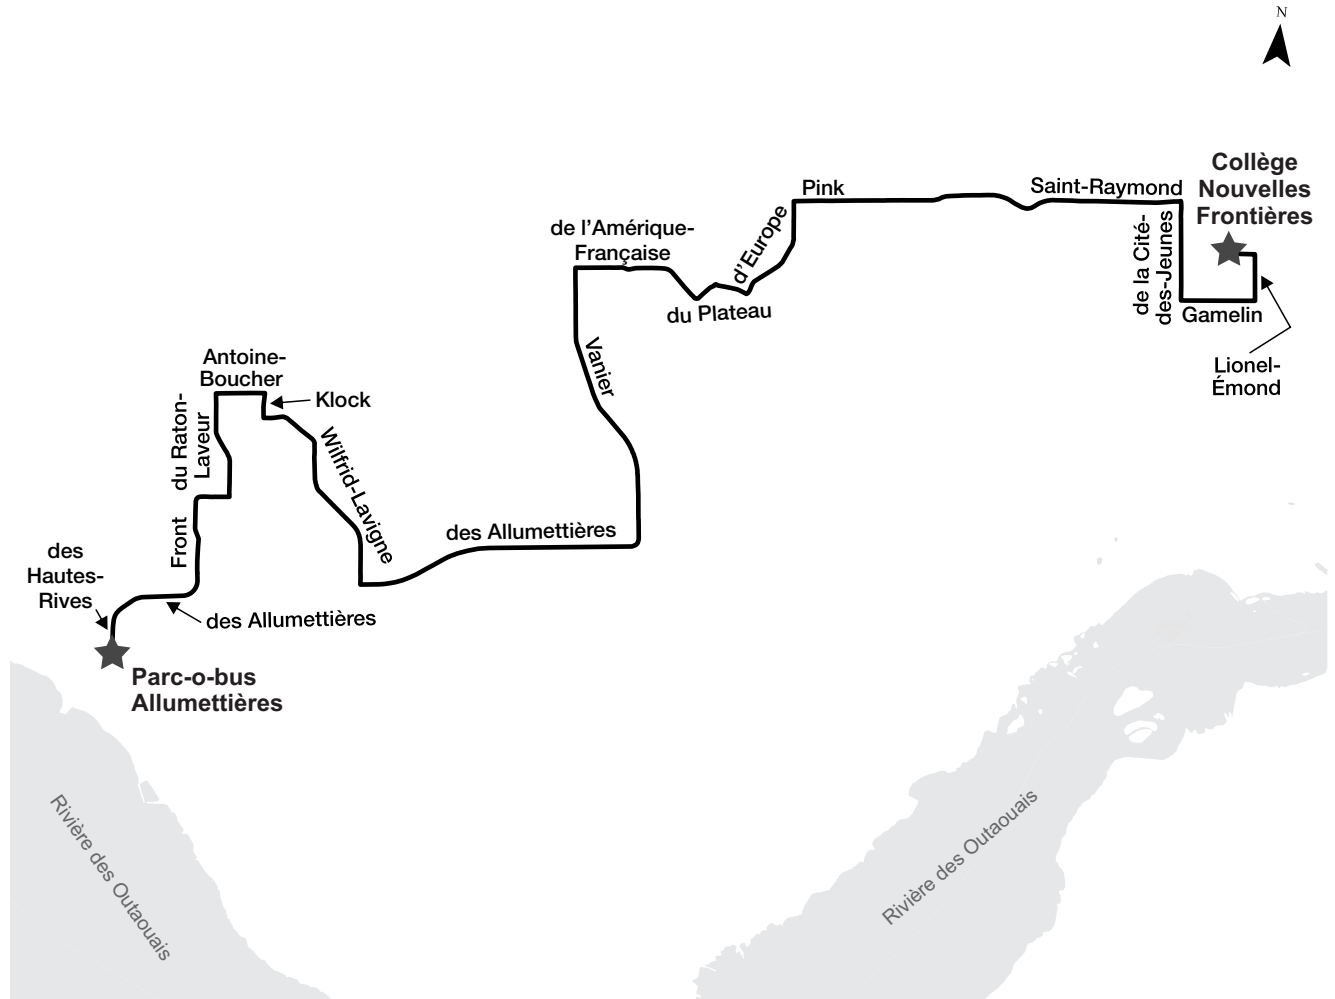 N
Collège
Nouvelles
Frontières
Pink
Saint-Raymond
de la Cité-
des-Jeunes
Gamelin
Lionel-
Émond
de l'Amérique-
Française
d'Europe
du Plateau
Vanier
Antoine-
Boucher
Klock
du Raton-
Laveur
Wilfrid-Lavigne
des Allumettières
Front
des
Hautes-
Rives
des Allumettières
Parc-o-bus
Allumettières
Rivière des Outaouais
Rivière des Outaouais